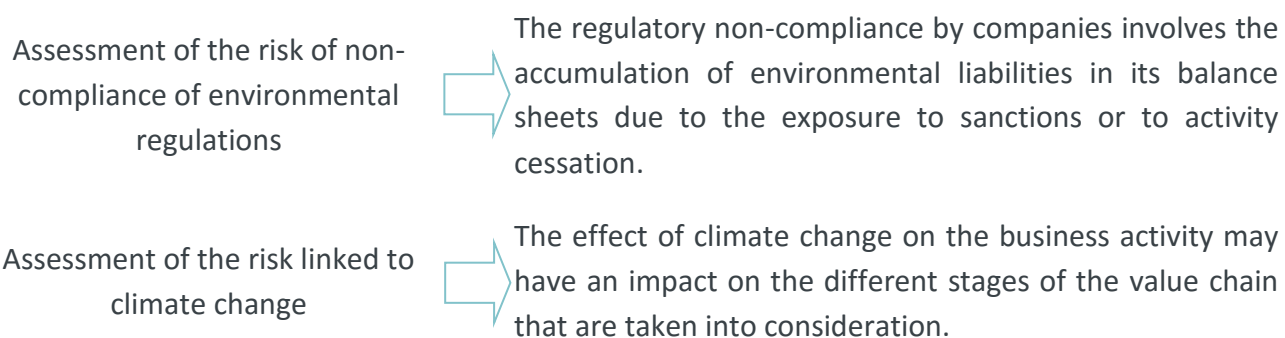 Assessment of the risk of non-
compliance of environmental
regulations
The regulatory non-compliance by companies involves the
accumulation of environmental liabilities in its balance
sheets due to the exposure to sanctions or to activity
cessation.
Assessment of the risk linked to
climate change
The effect of climate change on the business activity may
have an impact on the different stages of the value chain
that are taken into consideration.